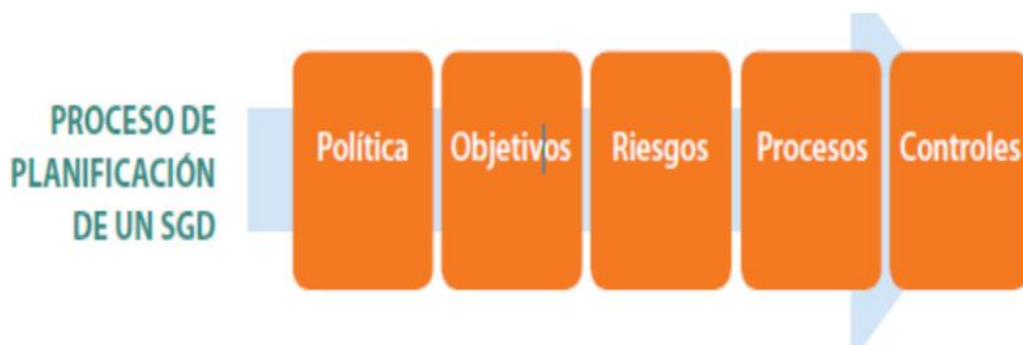 PROCESO DE
PLANIFICACIÓN
DE UN SGD
Política
Objetivos
Riesgos
Procesos
Controles